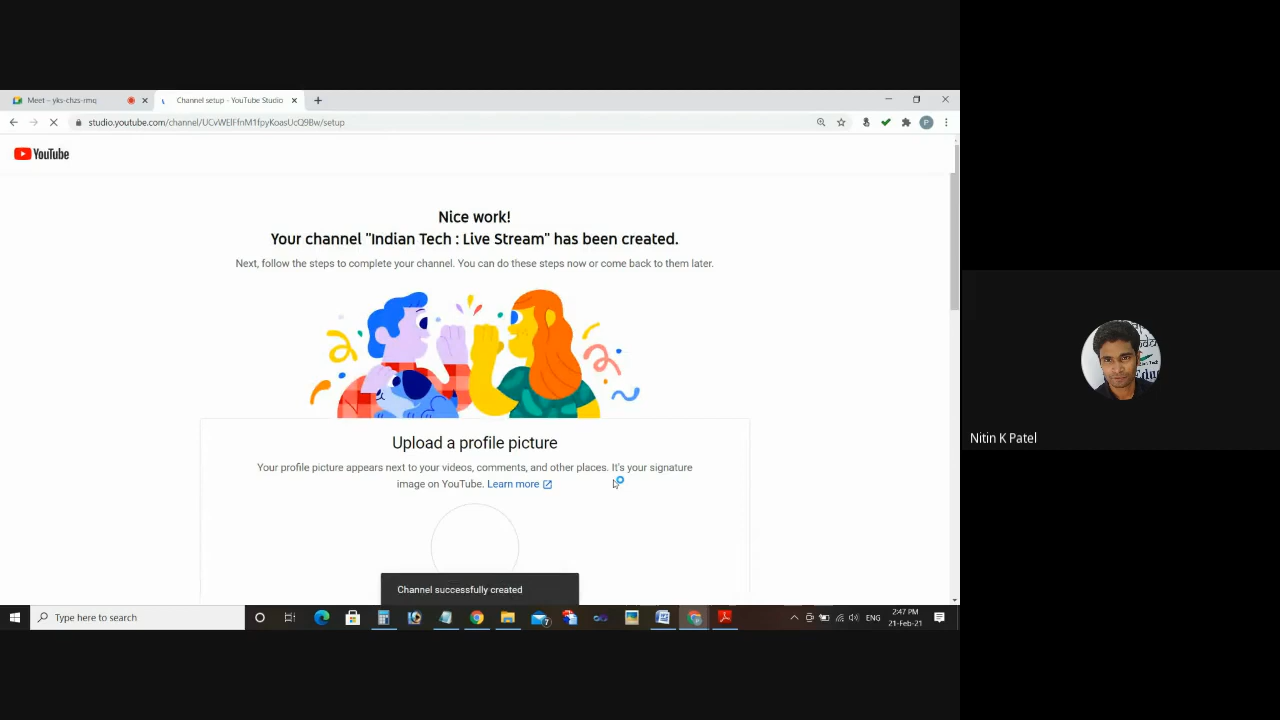 Meet – yks-chzs-rmq
Channel setup - YouTube Studio
studio.youtube.com/channel/UCvWElFfnM1fpyKoasUcQ9Bw/setup
P
YouTube
Nice work!
Your channel "Indian Tech : Live Stream" has been created.
Next, follow the steps to complete your channel. You can do these steps now or come back to them later.
Upload a profile picture
Your profile picture appears next to your videos, comments, and other places. It's your signature
image on YouTube. Learn more
Channel successfully created
Nitin K Patel
Type here to search
7
ENG
2:47 PM
21-Feb-21